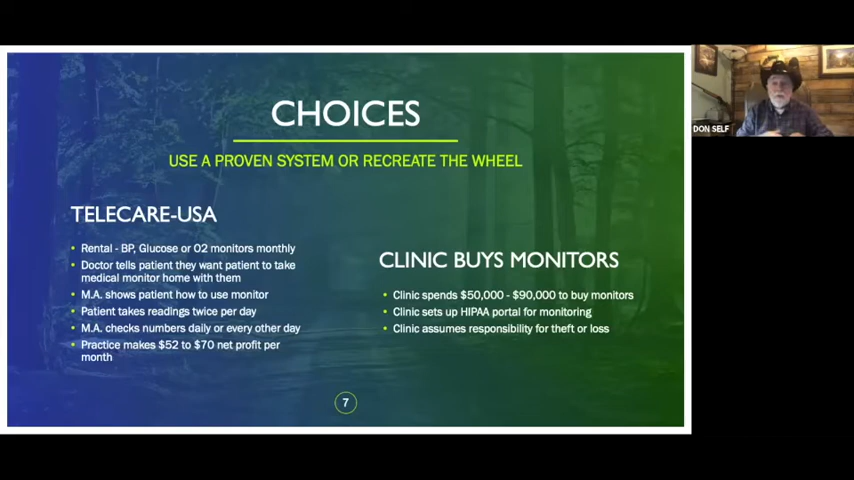 CHOICES
USE A PROVEN SYSTEM OR RECREATE THE WHEEL
TELECARE-USA
• Rental - BP, Glucose or O2 monitors monthly
• Doctor tells patient they want patient to take
medical monitor home with them
• M.A. shows patient how to use monitor
• Patient takes readings twice per day
• M.A. checks numbers daily or every other day
• Practice makes $52 to $70 net profit per
month
CLINIC BUYS MONITORS
• Clinic spends $50,000 - $90,000 to buy monitors
• Clinic sets up HIPAA portal for monitoring
• Clinic assumes responsibility for theft or loss
7
DON SELF